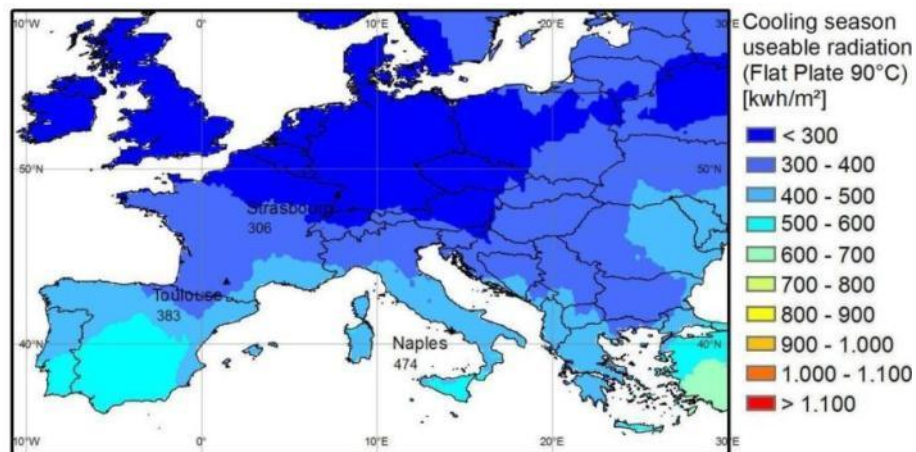 10°W 0° 10°E 20°E 30°E
Cooling season
useable radiation
(Flat Plate 90°C)
[kwh/m²]
< 300
300 - 400
400 - 500
500 - 600
600 - 700
700 - 800
800 - 900
900 - 1.000
1.000 - 1.100
> 1.100
50°N 50°N
Strasbourg
306
Toulouse
383
Naples
474
40°N 40°N
10°W 0° 10°E 20°E 30°E